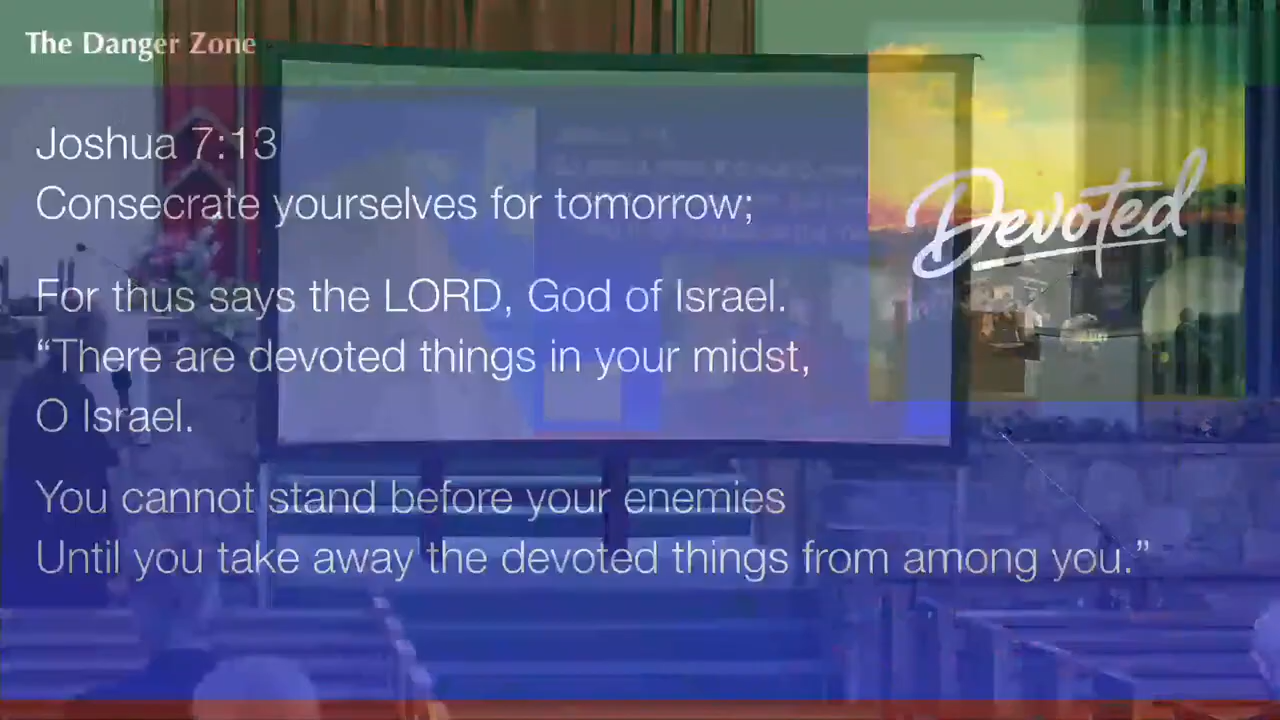 The Danger Zone
Joshua 7:13
Consecrate yourselves for tomorrow;
For thus says the LORD, God of Israel.
“There are devoted things in your midst,
O Israel.
You cannot stand before your enemies
Until you take away the devoted things from among you.”
Devoted